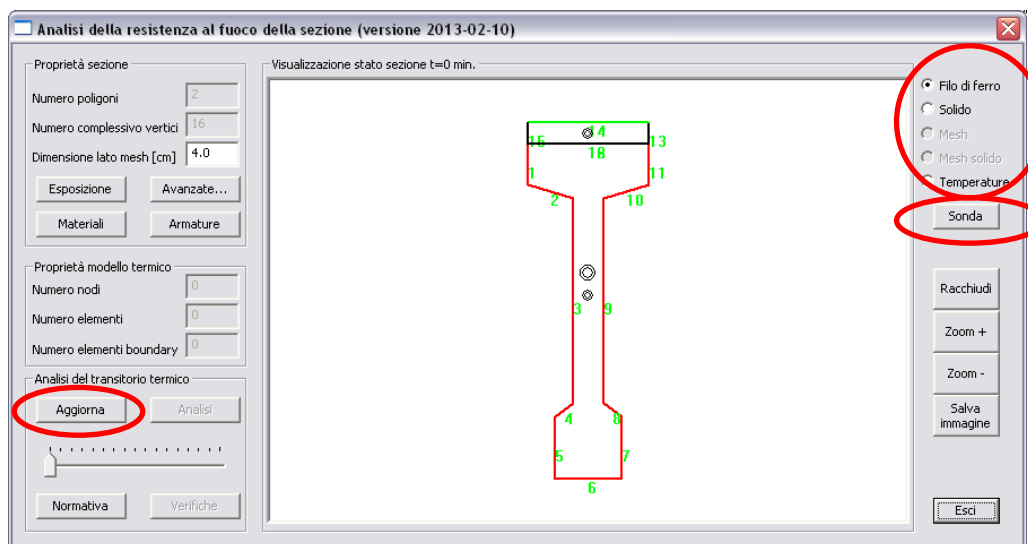 Analisi della resistenza al fuoco della sezione (versione 2013-02-10)
Proprietà sezione
Numero poligoni 2
Numero complessivo vertici 16
Dimensione lato mesh [cm] 4.0
Esposizione Avanzate...
Materiali Armature
Proprietà modello termico
Numero nodi 0
Numero elementi 0
Numero elementi boundary 0
Analisi del transitorio termico
Aggiorna Analisi
Normativa Verifiche
Visualizzazione stato sezione t=0 min.
14
15 13
1 11
2 10
3 9
4 8
5 7
6
Filo di ferro
Solido
Mesh
Mesh solido
Temperature
Sonda
Racchiudi
Zoom +
Zoom -
Salva
immagine
Esci